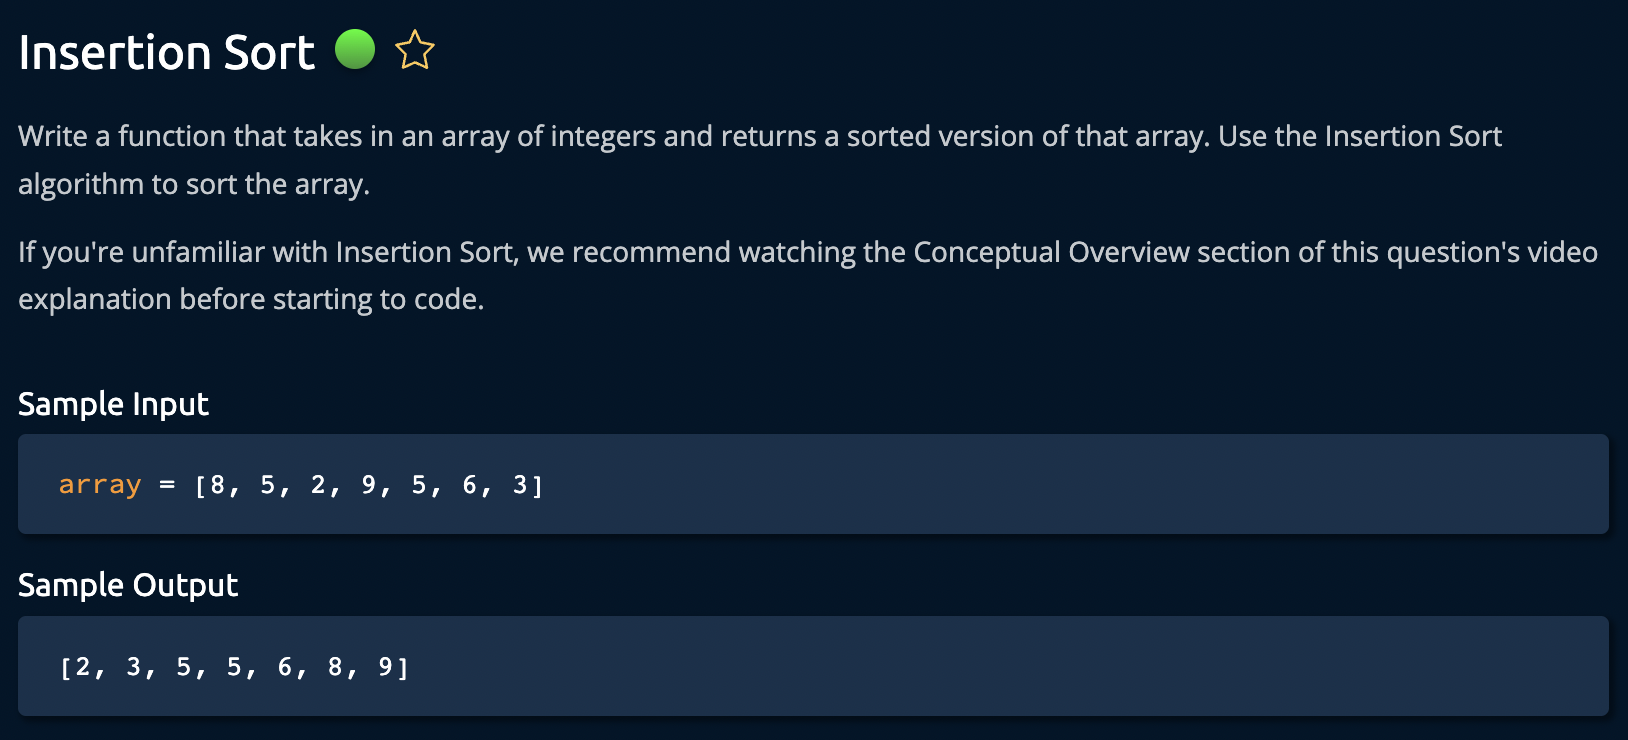 Insertion Sort
Write a function that takes in an array of integers and returns a sorted version of that array. Use the Insertion Sort
algorithm to sort the array.
If you're unfamiliar with Insertion Sort, we recommend watching the Conceptual Overview section of this question's video
explanation before starting to code.
Sample Input
array = [8, 5, 2, 9, 5, 6, 3]
Sample Output
[2, 3, 5, 5, 6, 8, 9]